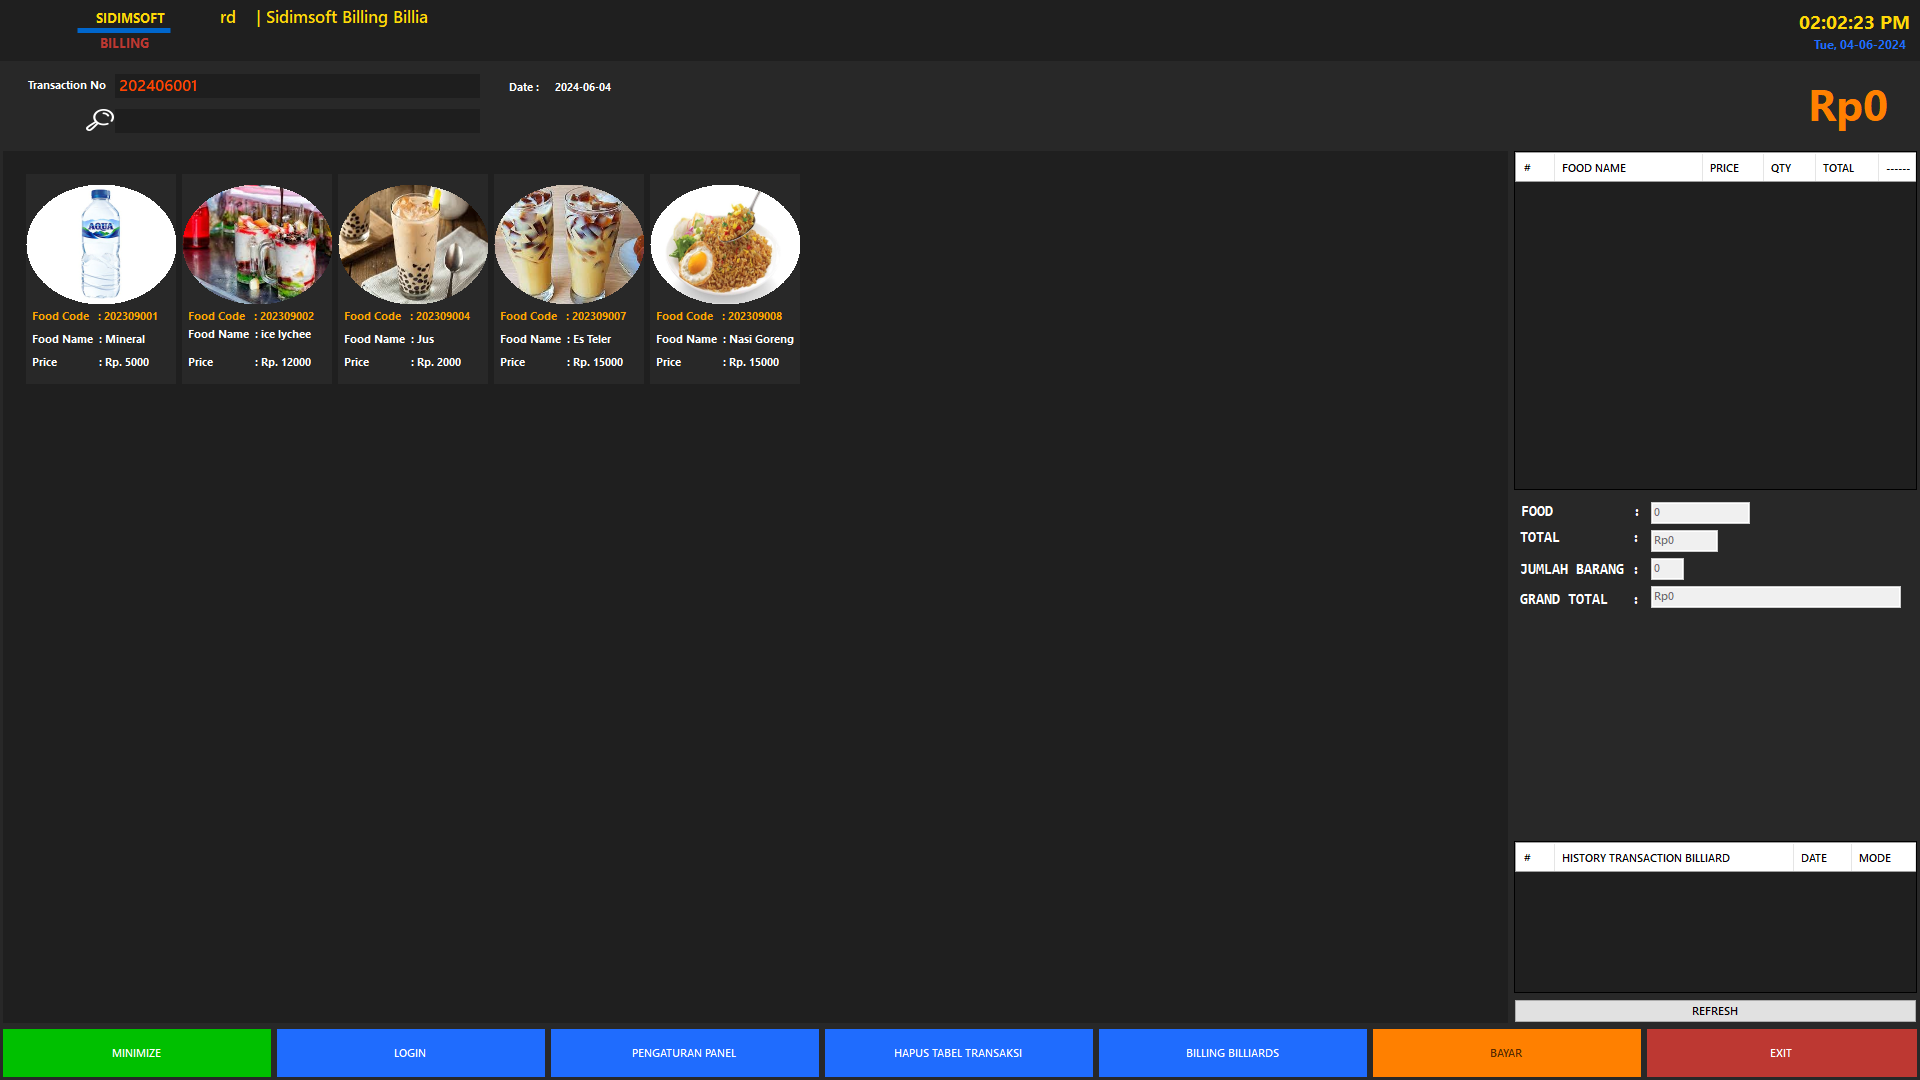 SIDIMSOFT
BILLING
rd | Sidimsoft Billing Billia
02:02:23 PM
Tue, 04-06-2024
Transaction No 202406001
Date : 2024-06-04
Rp0
AQUA
Food Code : 202309001
Food Name : Mineral
Price : Rp. 5000
Food Code : 202309002
Food Name : ice lychee
Price : Rp. 12000
Food Code : 202309004
Food Name : Jus
Price : Rp. 2000
Food Code : 202309007
Food Name : Es Teler
Price : Rp. 15000
Food Code : 202309008
Food Name : Nasi Goreng
Price : Rp. 15000
# FOOD NAME PRICE QTY TOTAL ------
FOOD : 0
TOTAL : Rp0
JUMLAH BARANG : 0
GRAND TOTAL : Rp0
# HISTORY TRANSACTION BILLIARD DATE MODE
REFRESH
MINIMIZE LOGIN PENGATURAN PANEL HAPUS TABEL TRANSAKSI BILLING BILLIARDS BAYAR EXIT